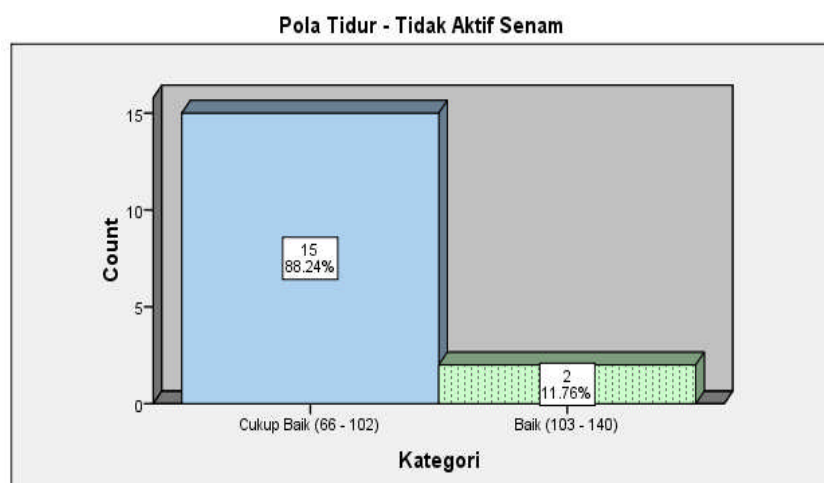 Pola Tidur - Tidak Aktif Senam
15
10
5
0
Count
15
88.24%
2
11.76%
Cukup Baik (66 - 102)
Baik (103 - 140)
Kategori